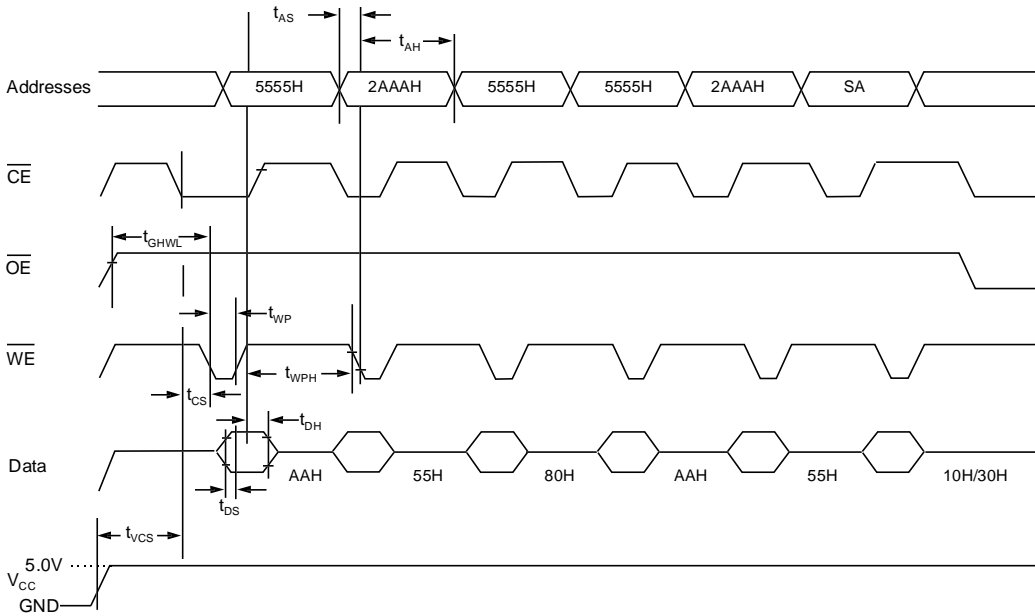 tAS
tAH
Addresses 5555H 2AAAH 5555H 5555H 2AAAH SA
CE
tGHWL
OE
tWP
WE
tWPH
tCS
tDH
Data
AAH 55H 80H AAH 55H 10H/30H
tDS
tVCS
5.0V
VCC
GND